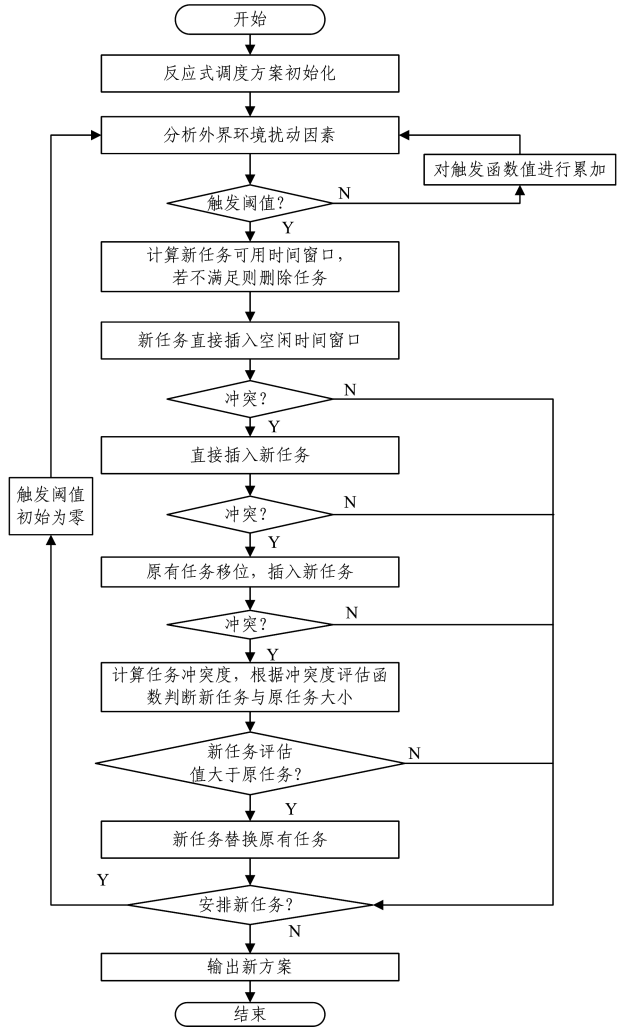 开始
反应式调度方案初始化
分析外界环境扰动因素
对触发函数值进行累加
触发阈值?
N
Y
计算新任务可用时间窗口,
若不满足则删除任务
新任务直接插入空闲时间窗口
冲突?
N
Y
直接插入新任务
触发阈值
初始为零
冲突?
N
Y
原有任务移位,插入新任务
冲突?
N
Y
计算任务冲突度,根据冲突度评估函
数判断新任务与原任务大小
新任务评估
值大于原任务?
N
Y
新任务替换原有任务
Y
安排新任务?
N
输出新方案
结束